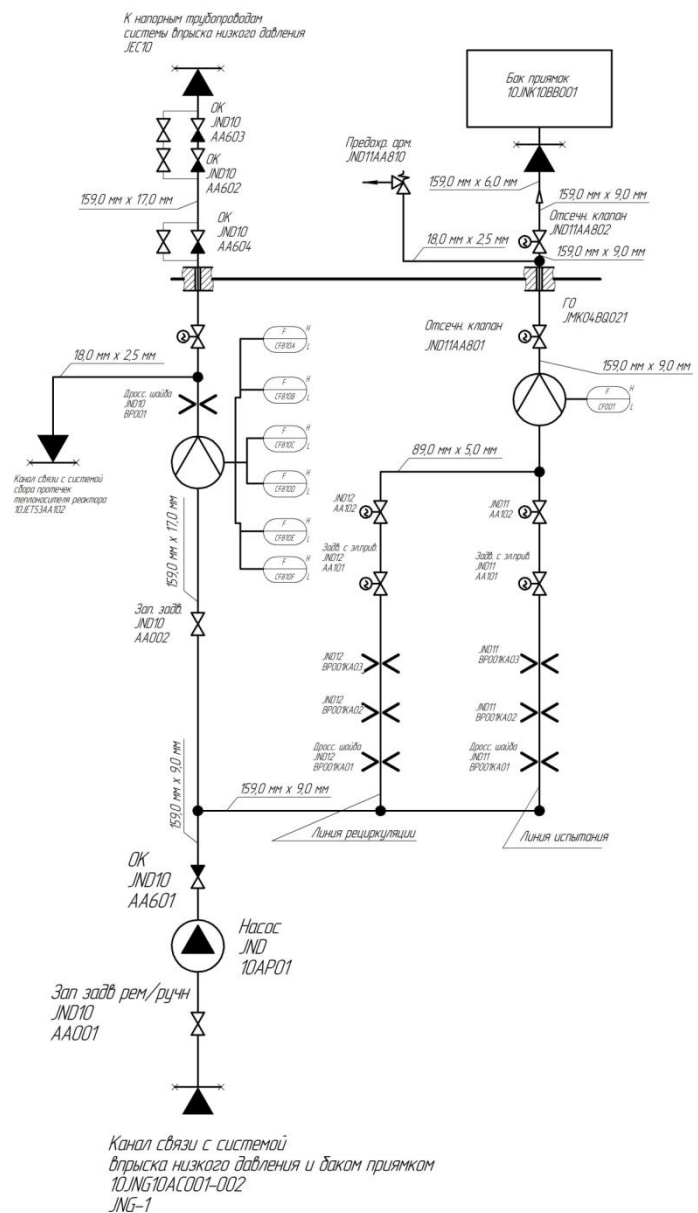 К напорным трубопроводам
системы впрыска низкого давления
JEC10
Бак приямок
10JNK10BB001
ОК
JND10
AA603
ОК
JND10
AA602
159,0 мм x 17,0 мм
ОК
JND10
AA604
Предохр. арм.
JND11AA810
159,0 мм x 6,0 мм
159,0 мм x 9,0 мм
Отсечн. клапан
JND11AA802
18,0 мм x 2,5 мм
159,0 мм x 9,0 мм
ГО
JMK04BQ021
Отсечн. клапан
JND11AA801
18,0 мм x 2,5 мм
159,0 мм x 9,0 мм
Дросс. шайба
JND10
BP001
F
CF810A
H
L
F
CF810B
H
L
F
CF810C
H
L
F
CF810D
H
L
F
CF810E
H
L
F
CF810F
H
L
F
CF001
H
L
Канал связи с системой
сбора протечек
теплоносителя реактора
10JET53AA102
89,0 мм x 5,0 мм
159,0 мм x 17,0 мм
JND12
AA102
JND11
AA102
Задв. с эл.прив.
JND12
AA101
Задв. с эл.прив.
JND11
AA101
Зап. задв.
JND10
AA002
JND12
BP001KA03
JND11
BP001KA03
JND12
BP001KA02
JND11
BP001KA02
Дросс. шайба
JND12
BP001KA01
Дросс. шайба
JND11
BP001KA01
159,0 мм x 9,0 мм
159,0 мм x 9,0 мм
Линия рециркуляции
Линия испытания
ОК
JND10
AA601
Насос
JND
10AP01
Зап задв рем/ручн
JND10
AA001
Канал связи с системой
впрыска низкого давления и баком приямком
10JNG10AC001-002
JNG-1